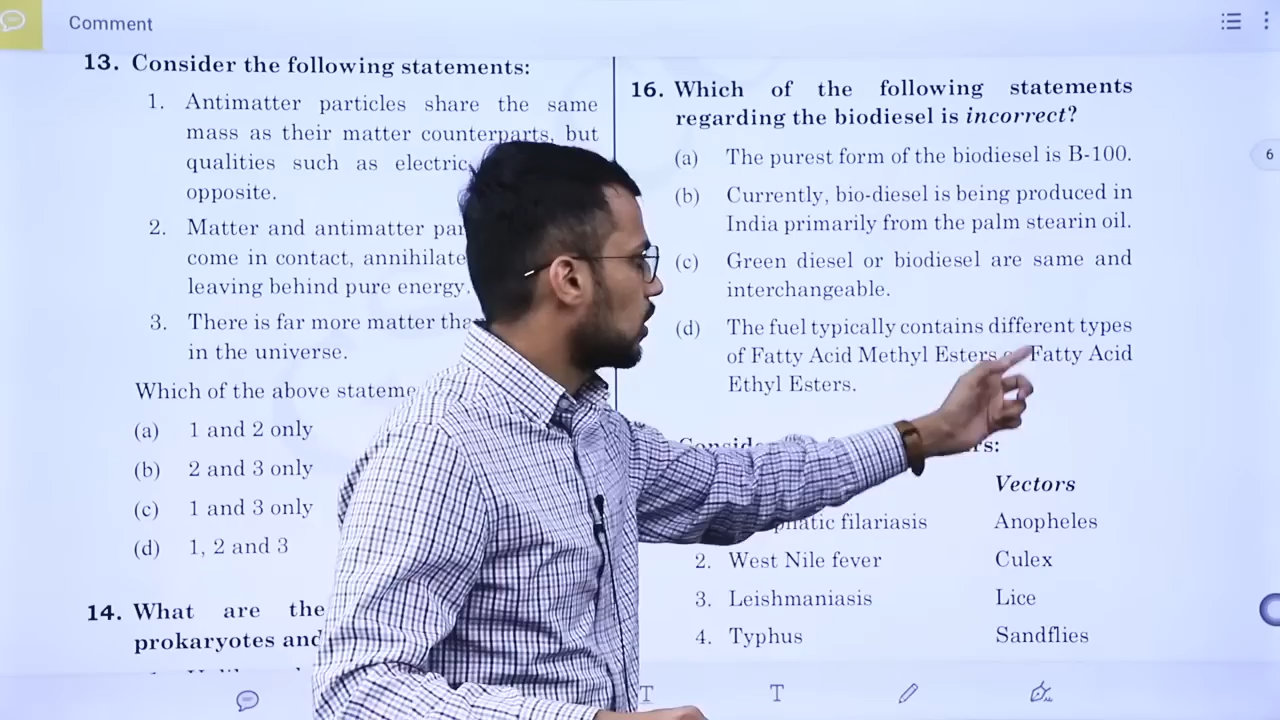 Comment
13. Consider the following statements:
1. Antimatter particles share the same
mass as their matter counterparts, but
qualities such as electric
opposite.
2. Matter and antimatter
come in contact, annihilate
leaving behind pure energy.
3. There is far more matter
in the universe.
Which of the above
(a) 1 and 2 only
(b) 2 and 3 only
(c) 1 and 3 only
(d) 1, 2 and 3
14. What are the
prokaryotes and
16. Which of the following statements
regarding the biodiesel is incorrect?
(a) The purest form of the biodiesel is B-100.
(b) Currently, bio-diesel is being produced in
India primarily from the palm stearin oil.
(c) Green diesel or biodiesel are same and
interchangeable.
(d) The fuel typically contains different types
of Fatty Acid Methyl Esters Fatty Acid
Ethyl Esters.
Vectors
filariasis Anopheles
2. West Nile fever Culex
3. Leishmaniasis Lice
4. Typhus Sandflies
6
T
T